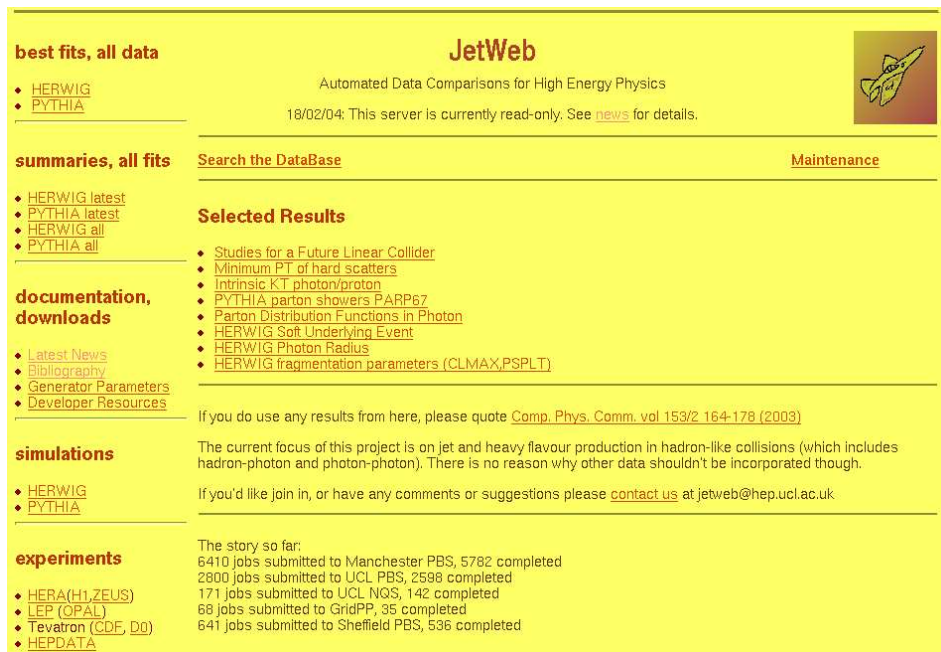 best fits, all data
HERWIG
PYTHIA
summaries, all fits
HERWIG latest
PYTHIA latest
HERWIG all
PYTHIA all
documentation,
downloads
Latest News
Bibliography
Generator Parameters
Developer Resources
simulations
HERWIG
PYTHIA
experiments
HERA(H1,ZEUS)
LEP (OPAL)
Tevatron (CDF, D0)
HEPDATA
JetWeb
Automated Data Comparisons for High Energy Physics
18/02/04: This server is currently read-only. See news for details.
Search the DataBase
Maintenance
Selected Results
Studies for a Future Linear Collider
Minimum PT of hard scatters
Intrinsic KT photon/proton
PYTHIA parton showers PARP67
Parton Distribution Functions in Photon
HERWIG Soft Underlying Event
HERWIG Photon Radius
HERWIG fragmentation parameters (CLMAX,PSPLT)
If you do use any results from here, please quote Comp. Phys. Comm. vol 153/2 164-178 (2003)
The current focus of this project is on jet and heavy flavour production in hadron-like collisions (which includes
hadron-photon and photon-photon). There is no reason why other data shouldn't be incorporated though.
If you'd like join in, or have any comments or suggestions please contact us at jetweb@hep.ucl.ac.uk
The story so far:
6410 jobs submitted to Manchester PBS, 5782 completed
2800 jobs submitted to UCL PBS, 2598 completed
171 jobs submitted to UCL NQS, 142 completed
68 jobs submitted to GridPP, 35 completed
641 jobs submitted to Sheffield PBS, 536 completed